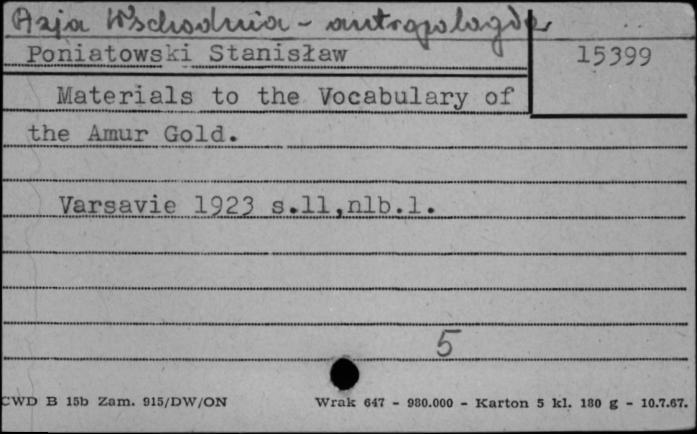 Azja Wschodnia - antropologia
Poniatowski Stanisław
15399
Materials to the Vocabulary of
the Amur Gold.
Varsavie 1923 s.11,nlb.1.
5
CWD B 15b Zam. 915/DW/ON
Wrak 647 - 980.000 - Karton 5 kl. 180 g - 10.7.67.